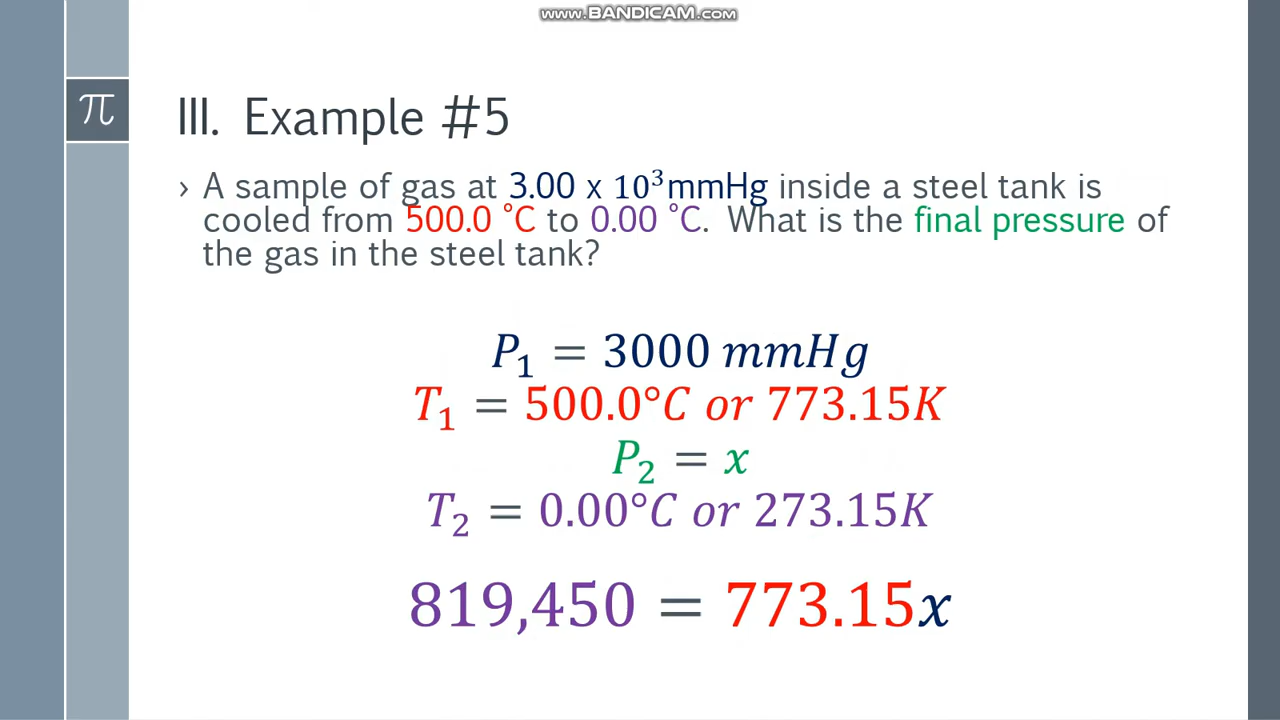 www.BANDICAM.com
π
III. Example #5
› A sample of gas at 3.00 x 10³mmHg inside a steel tank is
cooled from 500.0 °C to 0.00 °C. What is the final pressure of
the gas in the steel tank?
P₁ = 3000 mmHg
T₁ = 500.0°C or 773.15K
P₂ = x
T₂ = 0.00°C or 273.15K
819,450 = 773.15x